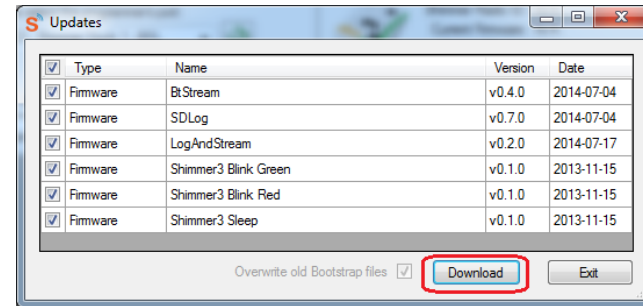 S Updates
Type Name Version Date
Firmware BtStream v0.4.0 2014-07-04
Firmware SDLog v0.7.0 2014-07-04
Firmware LogAndStream v0.2.0 2014-07-17
Firmware Shimmer3 Blink Green v0.1.0 2013-11-15
Firmware Shimmer3 Blink Red v0.1.0 2013-11-15
Firmware Shimmer3 Sleep v0.1.0 2013-11-15
Overwrite old Bootstrap files Download Exit